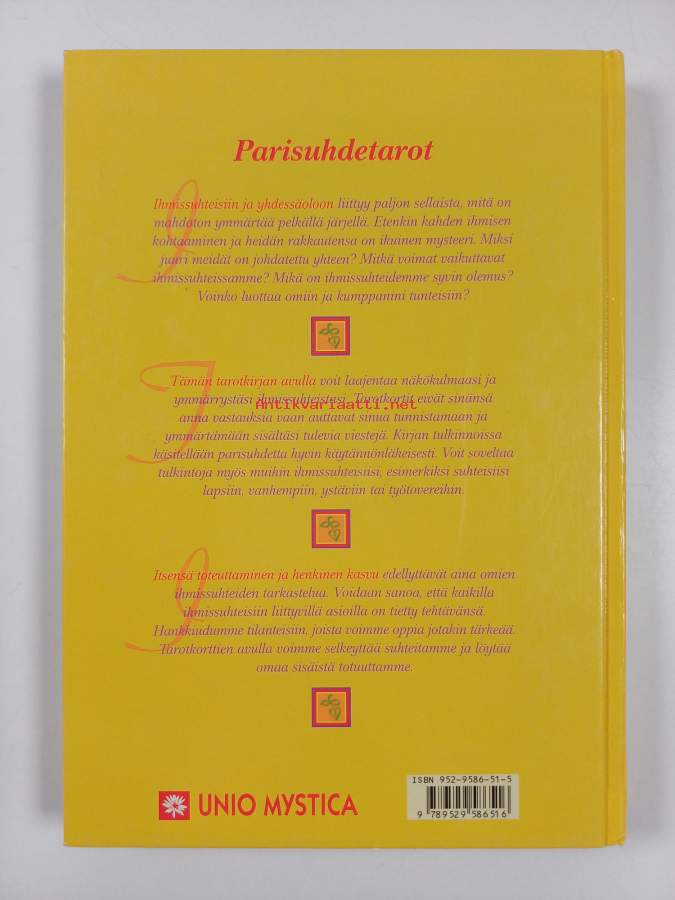 Parisuhdetarot
Ihmissuhteisiin ja yhdessäoloon liittyy paljon sellaista, mitä on
mahdoton ymmärtää pelkällä järjellä. Etenkin kahden ihmisen
kohtaaminen ja heidän rakkautensa on ikuinen mysteeri. Miksi
juuri meidät on johdatettu yhteen? Mitkä voimat vaikuttavat
ihmissuhteissamme? Mikä on ihmissuhteidemme syvin olemus?
Voinko luottaa omiin ja kumppanini tunteisiin?
Tämän tarotkirjan avulla voit laajentaa näkökulmaasi ja
ymmärrystäsi ihmissuhteistasi. Tarotkortit eivät sinänsä
Antikvariaatti.net
anna vastauksia vaan auttavat sinua tunnistamaan ja
ymmärtämään sisältäsi tulevia viestejä. Kirjan tulkinnoissa
käsitellään parisuhdetta hyvin käytännönläheisesti. Voit soveltaa
tulkintoja myös muihin ihmissuhteisiisi, esimerkiksi suhteisiisi
lapsiin, vanhempiin, ystäviin tai työtovereihin.
Itsensä toteuttaminen ja henkinen kasvu edellyttävät aina omien
ihmissuhteiden tarkastelua. Voidaan sanoa, että kaikilla
ihmissuhteisiin liittyvillä asioilla on tietty tehtävänsä.
Hankkiudumme tilanteisiin, joista voimme oppia jotakin tärkeää.
Tarotkorttien avulla voimme selkeyttää suhteitamme ja löytää
omaa sisäistä totuuttamme.
ISBN 952-9586-51-5
9 789529 586516
UNIO MYSTICA